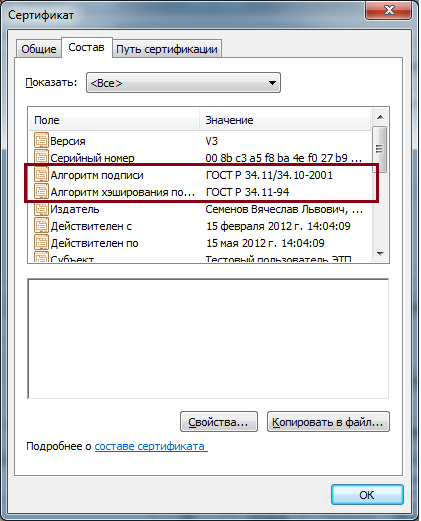 Сертификат
Общие Состав Путь сертификации
Показать: <Все>
Поле Значение
Версия V3
Серийный номер 00 8b c3 a5 f8 ba 4e f0 27 b9 ...
Алгоритм подписи ГОСТ Р 34.11/34.10-2001
Алгоритм хэширования по... ГОСТ Р 34.11-94
Издатель Семенов Вячеслав Львович, ...
Действителен с 15 февраля 2012 г. 14:04:09
Действителен по 15 мая 2012 г. 14:04:09
Субъект Тестовый пользователь ЭТП
Свойства... Копировать в файл...
Подробнее о составе сертификата
ОК